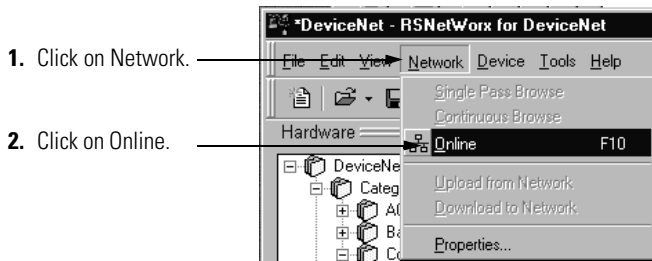 *DeviceNet - RSNetWorx for DeviceNet
1. Click on Network.
File Edit View Network Device Tools Help
Single Pass Browse
Continuous Browse
Hardware
2. Click on Online.
Online F10
DeviceNe
Categ
Upload from Network
Download to Network
Properties...